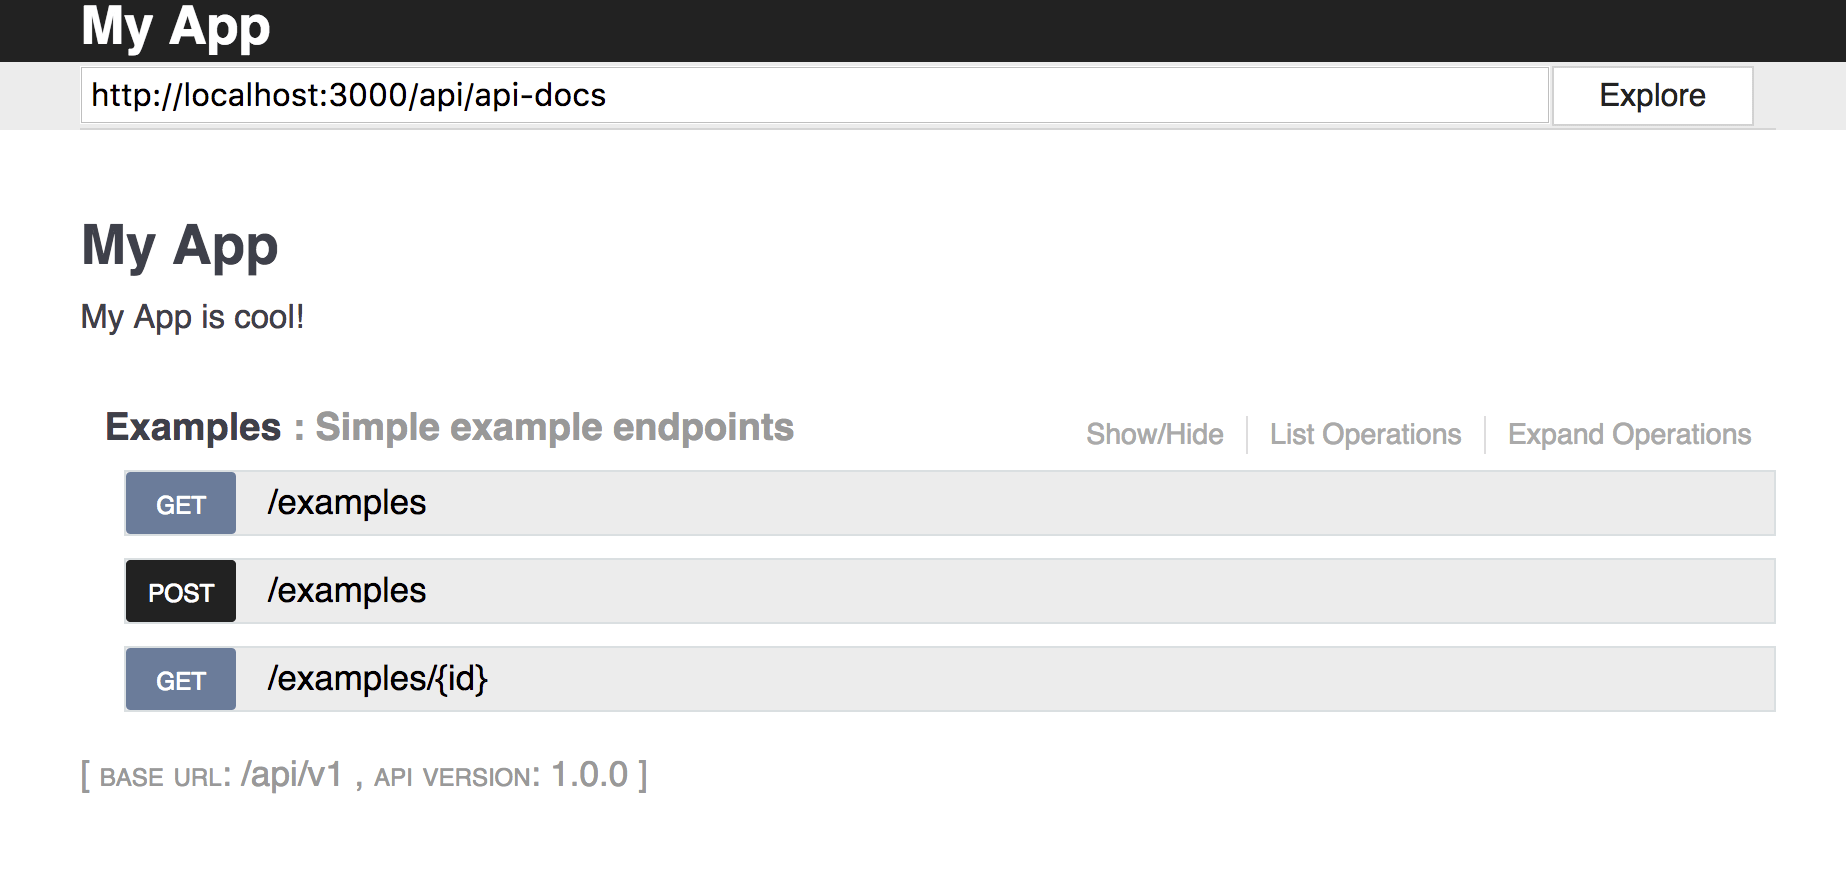 My App
http://localhost:3000/api/api-docs Explore
My App
My App is cool!
Examples : Simple example endpoints Show/Hide List Operations Expand Operations
GET /examples
POST /examples
GET /examples/{id}
[ BASE URL: /api/v1 , API VERSION: 1.0.0 ]